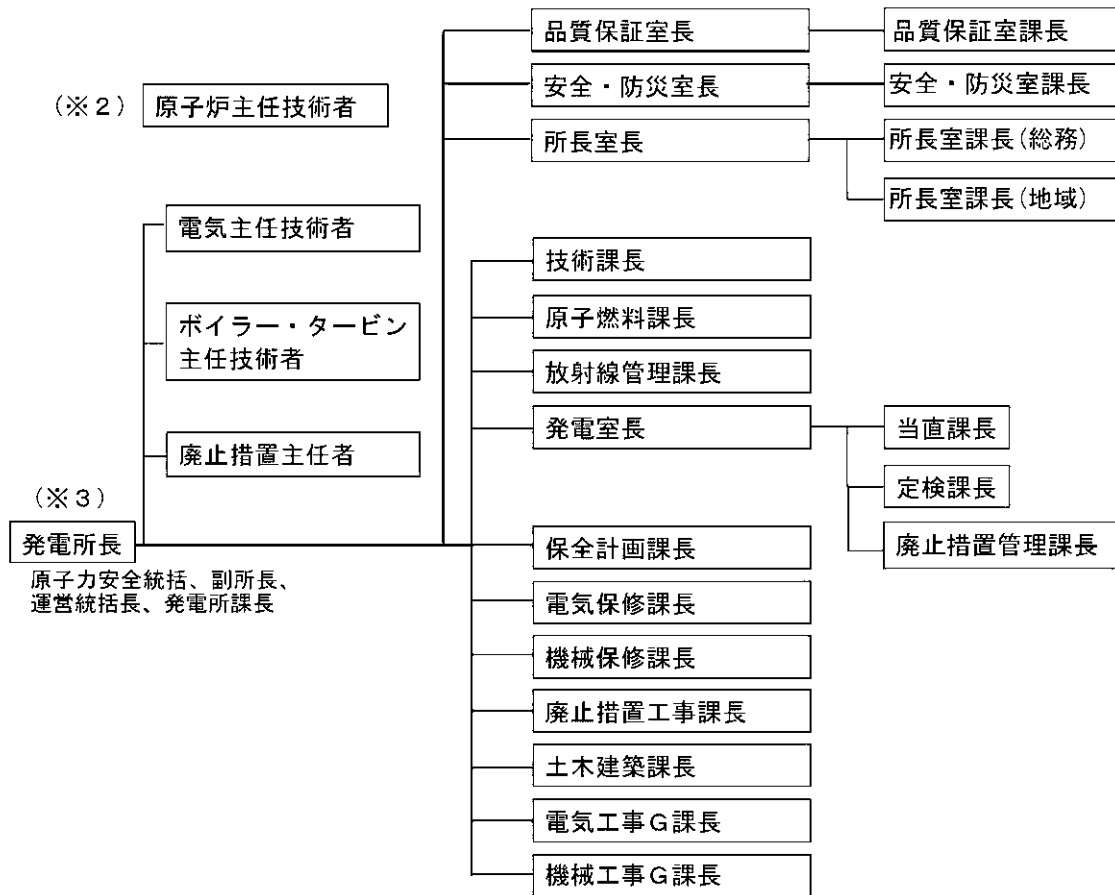 品質保証室長
品質保証室課長
安全・防災室長
安全・防災室課長
(※2)
原子炉主任技術者
所長室長
所長室課長(総務)
所長室課長(地域)
電気主任技術者
技術課長
ボイラー・タービン
主任技術者
原子燃料課長
放射線管理課長
廃止措置主任者
発電室長
当直課長
定検課長
廃止措置管理課長
(※3)
発電所長
原子力安全統括、副所長、
運営統括長、発電所課長
保全計画課長
電気保修課長
機械保修課長
廃止措置工事課長
土木建築課長
電気工事G課長
機械工事G課長